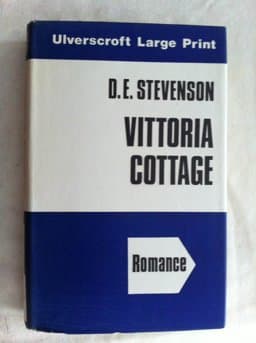 Ulverscroft Large Print
D.E. STEVENSON
VITTORIA
COTTAGE
Romance